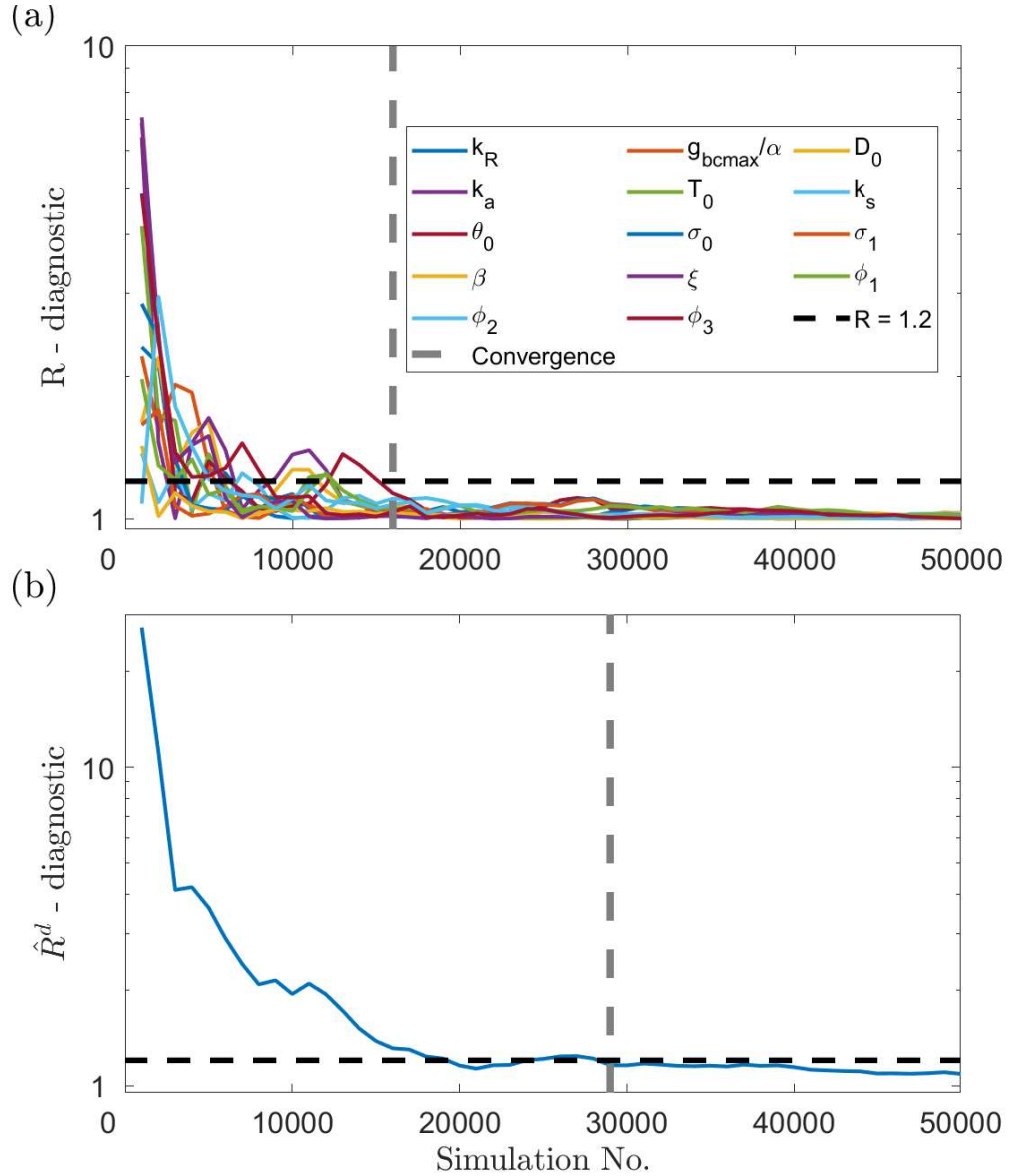 (a)
10
1
R - diagnostic
k_R g_bcmax/α D_0
k_a T_0 k_s
θ_0 σ_0 σ_1
β ξ ϕ_1
ϕ_2 ϕ_3 R = 1.2
Convergence
0 10000 20000 30000 40000 50000
(b)
10
1
R̂^d - diagnostic
0 10000 20000 30000 40000 50000
Simulation No.